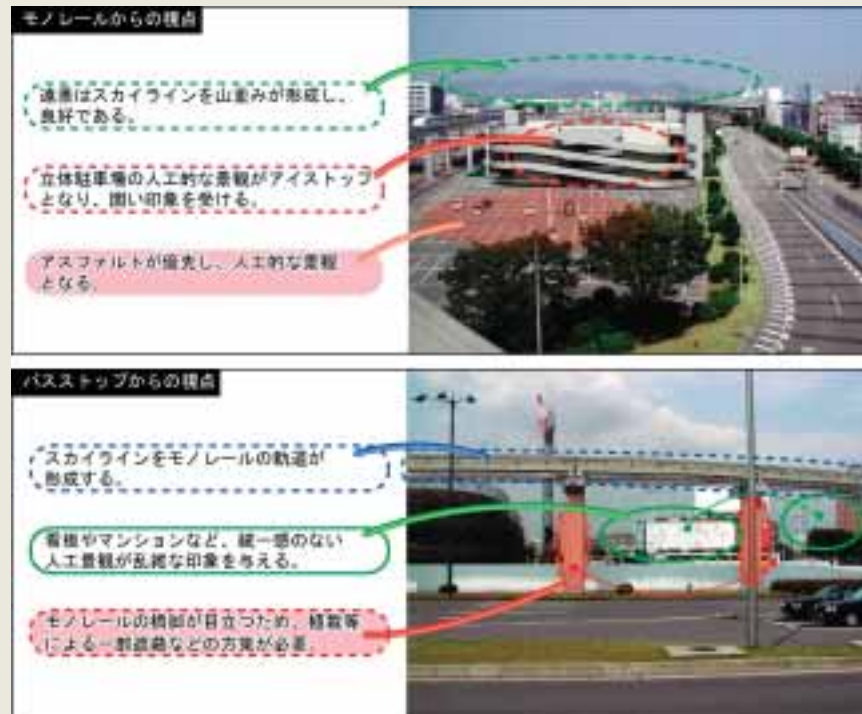 モノレールからの視点
遠景はスカイラインを山並みが形成し、
良好である。
立体駐車場の人工的な景観がアイストップ
となり、固い印象を受ける。
アスファルトが優先し、人工的な景観
となる。
バスストップからの視点
スカイラインをモノレールの軌道が
形成する。
看板やマンションなど、統一感のない
人工景観が乱雑な印象を与える。
モノレールの橋脚が目立つため、植栽等
による一部遮蔽などの方策が必要。